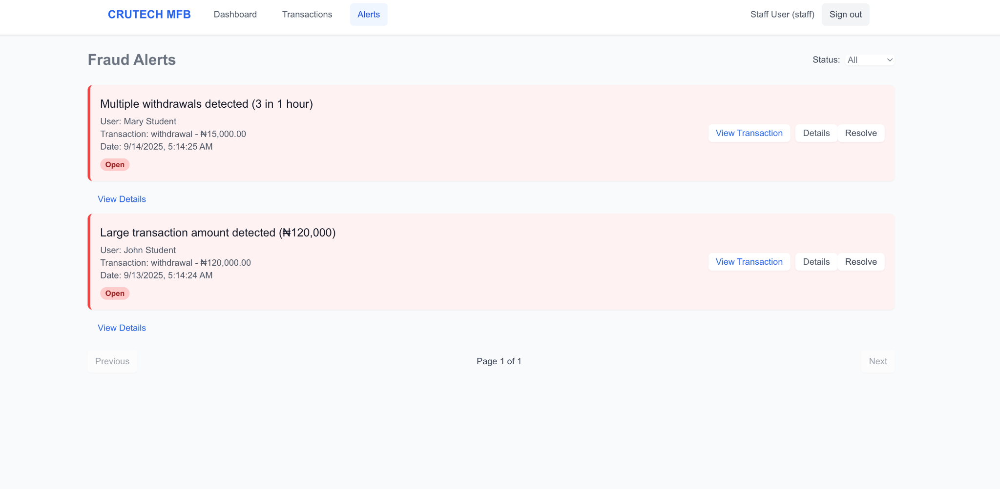 CRUTECH MFB Dashboard Transactions Alerts Staff User (staff) Sign out
Fraud Alerts Status: All
Multiple withdrawals detected (3 in 1 hour)
User: Mary Student
Transaction: withdrawal - ₦15,000.00
Date: 9/14/2025, 5:14:25 AM
Open
View Transaction Details Resolve
View Details
Large transaction amount detected (₦120,000)
User: John Student
Transaction: withdrawal - ₦120,000.00
Date: 9/13/2025, 5:14:24 AM
Open
View Transaction Details Resolve
View Details
Previous Page 1 of 1 Next